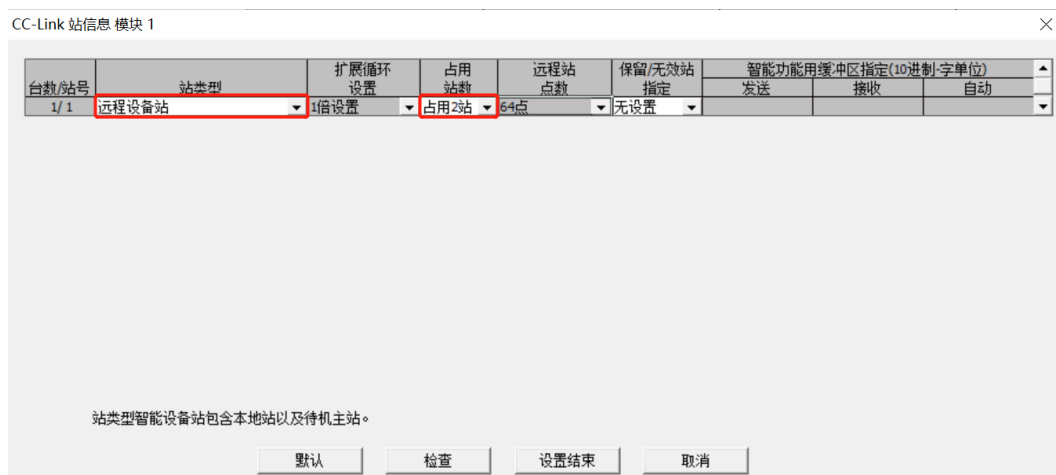 CC-Link 站信息 模块 1
台数/站号 站类型 扩展循环设置 占用站数 远程站点数 保留/无效站指定 智能功能用缓冲区指定(10进制-字单位)
发送 接收 自动
1/ 1 远程设备站 1倍设置 占用2站 64点 无设置
站类型智能设备站包含本地站以及待机主站。
默认 检查 设置结束 取消